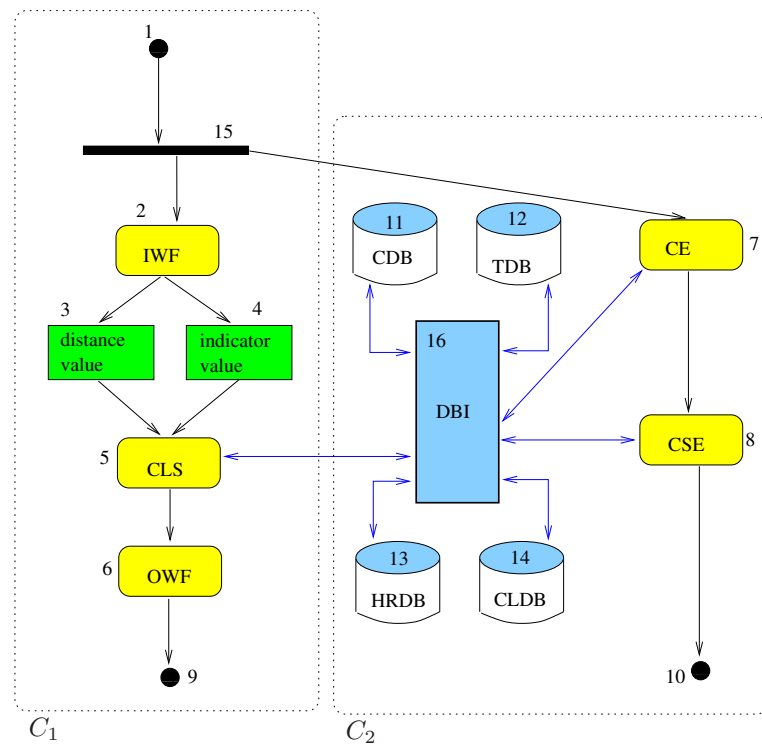 1
15
2
IWF
3
4
distance
value
indicator
value
5
CLS
6
OWF
9
C1
11
CDB
12
TDB
CE
7
16
DBI
CSE
8
13
HRDB
14
CLDB
10
C2